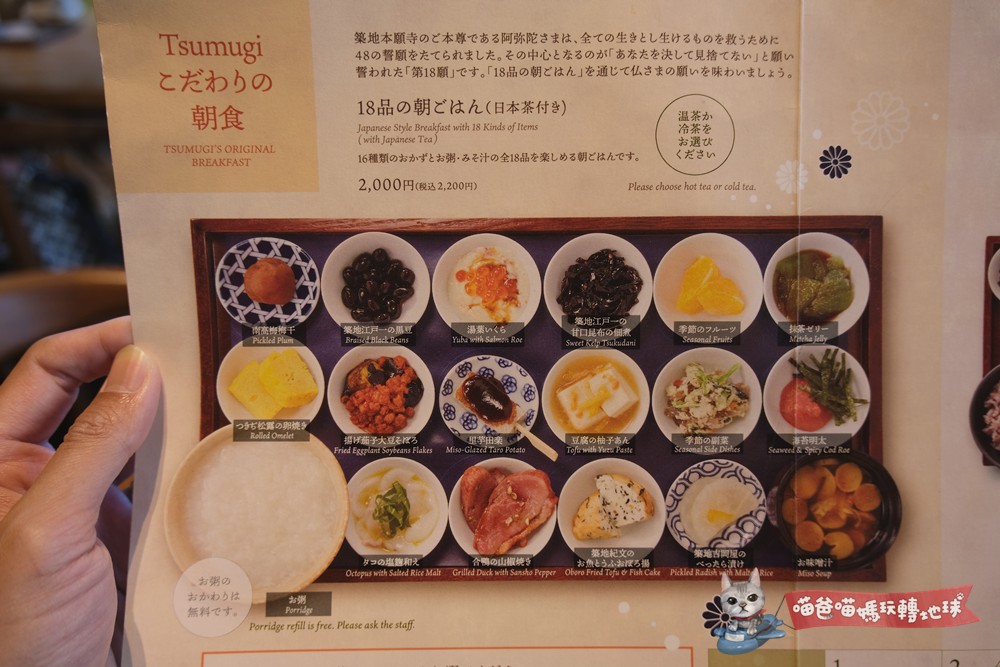 Tsumugi
こだわりの
朝食
TSUMUGI'S ORIGINAL
BREAKFAST
築地本願寺のご本尊である阿弥陀さまは、全ての生きとし生けるものを救うために
48の誓願をたてられました。その中心となるのが「あなたを決して見捨てない」と願い
誓われた「第18願」です。「18品の朝ごはん」を通じて仏さまの願いを味わいましょう。
18品の朝ごはん(日本茶付き)
Japanese Style Breakfast with 18 Kinds of Items
(with Japanese Tea)
16種類のおかずとお粥・みそ汁の全18品を楽しめる朝ごはんです。
2,000円(税込2,200円)
温茶か
冷茶を
お選び
ください
Please choose hot tea or cold tea.
南高梅梅干
Pickled Plum
築地江戸一の黒豆
Braised Black Beans
湯葉いくら
Yuba with Salmon Roe
築地江戸一の
甘口昆布の佃煮
Sweet Kelp Tsukudani
季節のフルーツ
Seasonal Fruits
抹茶ゼリー
Matcha Jelly
つきぢ松露の卵焼き
Rolled Omelet
揚げ茄子大豆そぼろ
Fried Eggplant Soybeans Flakes
里芋田楽
Miso-Glazed Taro Potato
豆腐の柚子あん
Tofu with Yuzu Paste
季節の副菜
Seasonal Side Dishes
海苔明太
Seaweed & Spicy Cod Roe
タコの塩麹和え
Octopus with Salted Rice Malt
合鴨の山椒焼き
Grilled Duck with Sansho Pepper
築地紀文の
お魚とうふおぼろ揚
Oboro Fried Tofu & Fish Cake
築地吉岡屋の
べったら漬け
Pickled Radish with Malted Rice
お味噌汁
Miso Soup
お粥の
お代わりは
無料です。
お粥
Porridge
Porridge refill is free. Please ask the staff.
喵爸喵媽玩轉地球